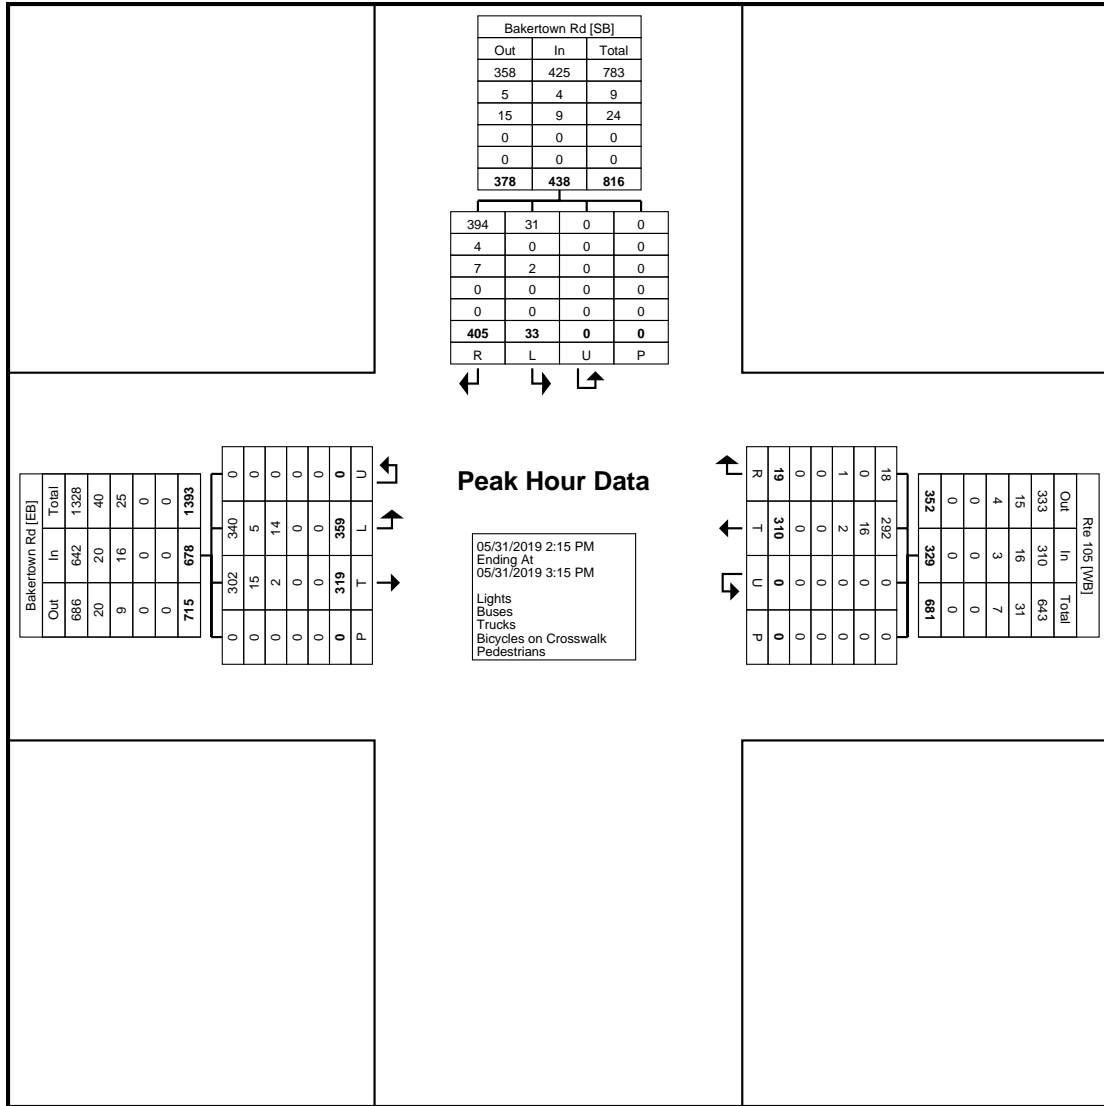 Bakertown Rd [SB]
Out In Total
358 425 783
5 4 9
15 9 24
0 0 0
0 0 0
378 438 816
394 31 0 0
4 0 0 0
7 2 0 0
0 0 0 0
0 0 0 0
405 33 0 0
R L U P
Bakertown Rd [EB]
Total In Out
1328 642 686
40 20 20
25 16 9
0 0 0
0 0 0
1393 678 715
0 340 302 0
0 5 15 0
0 14 2 0
0 0 0 0
0 0 0 0
0 359 319 0
U L T P
Peak Hour Data
05/31/2019 2:15 PM
Ending At
05/31/2019 3:15 PM
Lights
Buses
Trucks
Bicycles on Crosswalk
Pedestrians
Rte 105 [WB]
Out In Total
333 310 643
15 16 31
4 3 7
0 0 0
0 0 0
352 329 681
18 292 0 0
0 16 0 0
1 2 0 0
0 0 0 0
0 0 0 0
19 310 0 0
R T U P